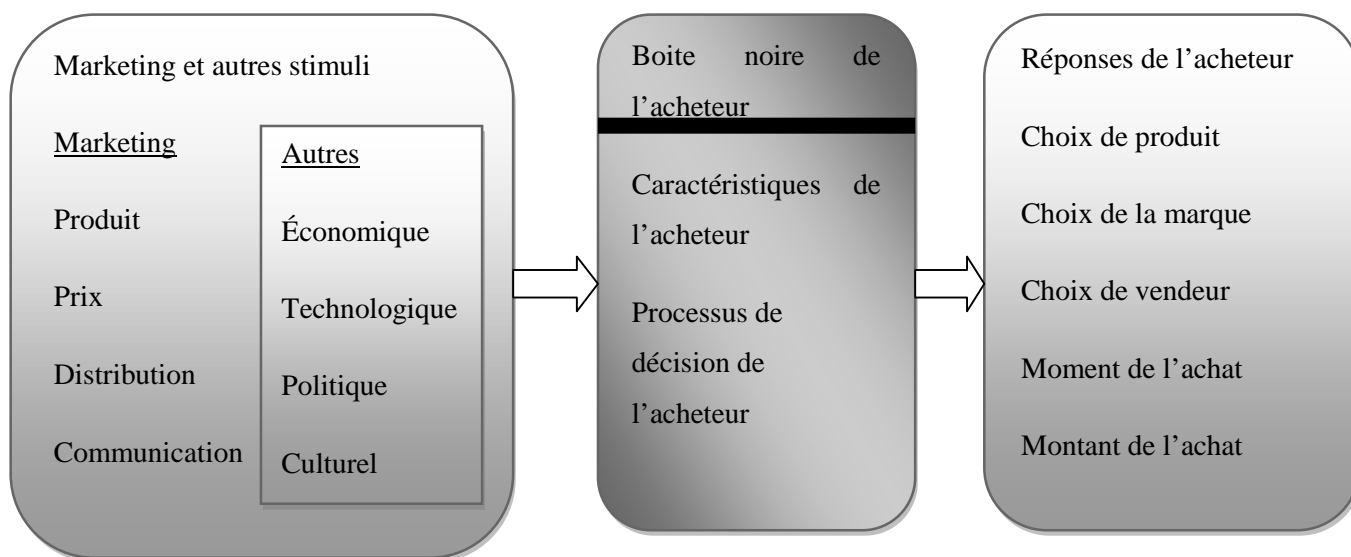 Marketing et autres stimuli
Marketing
Produit
Prix
Distribution
Communication
Autres
Économique
Technologique
Politique
Culturel
Boite noire de
l’acheteur
Caractéristiques de
l’acheteur
Processus de
décision de
l’acheteur
Réponses de l’acheteur
Choix de produit
Choix de la marque
Choix de vendeur
Moment de l’achat
Montant de l’achat